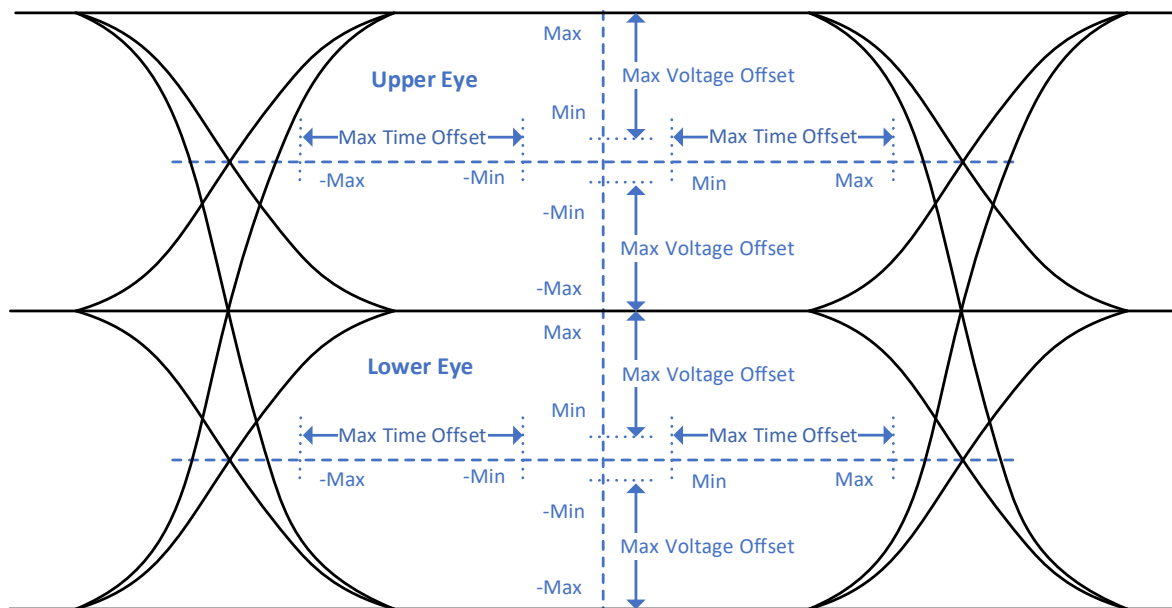 Max
Upper Eye
Max Voltage Offset
Min
Max Time Offset
Max Time Offset
-Max
-Min
Min
Max
-Min
Max Voltage Offset
-Max
Max
Lower Eye
Max Voltage Offset
Min
Max Time Offset
Max Time Offset
-Max
-Min
Min
Max
-Min
Max Voltage Offset
-Max